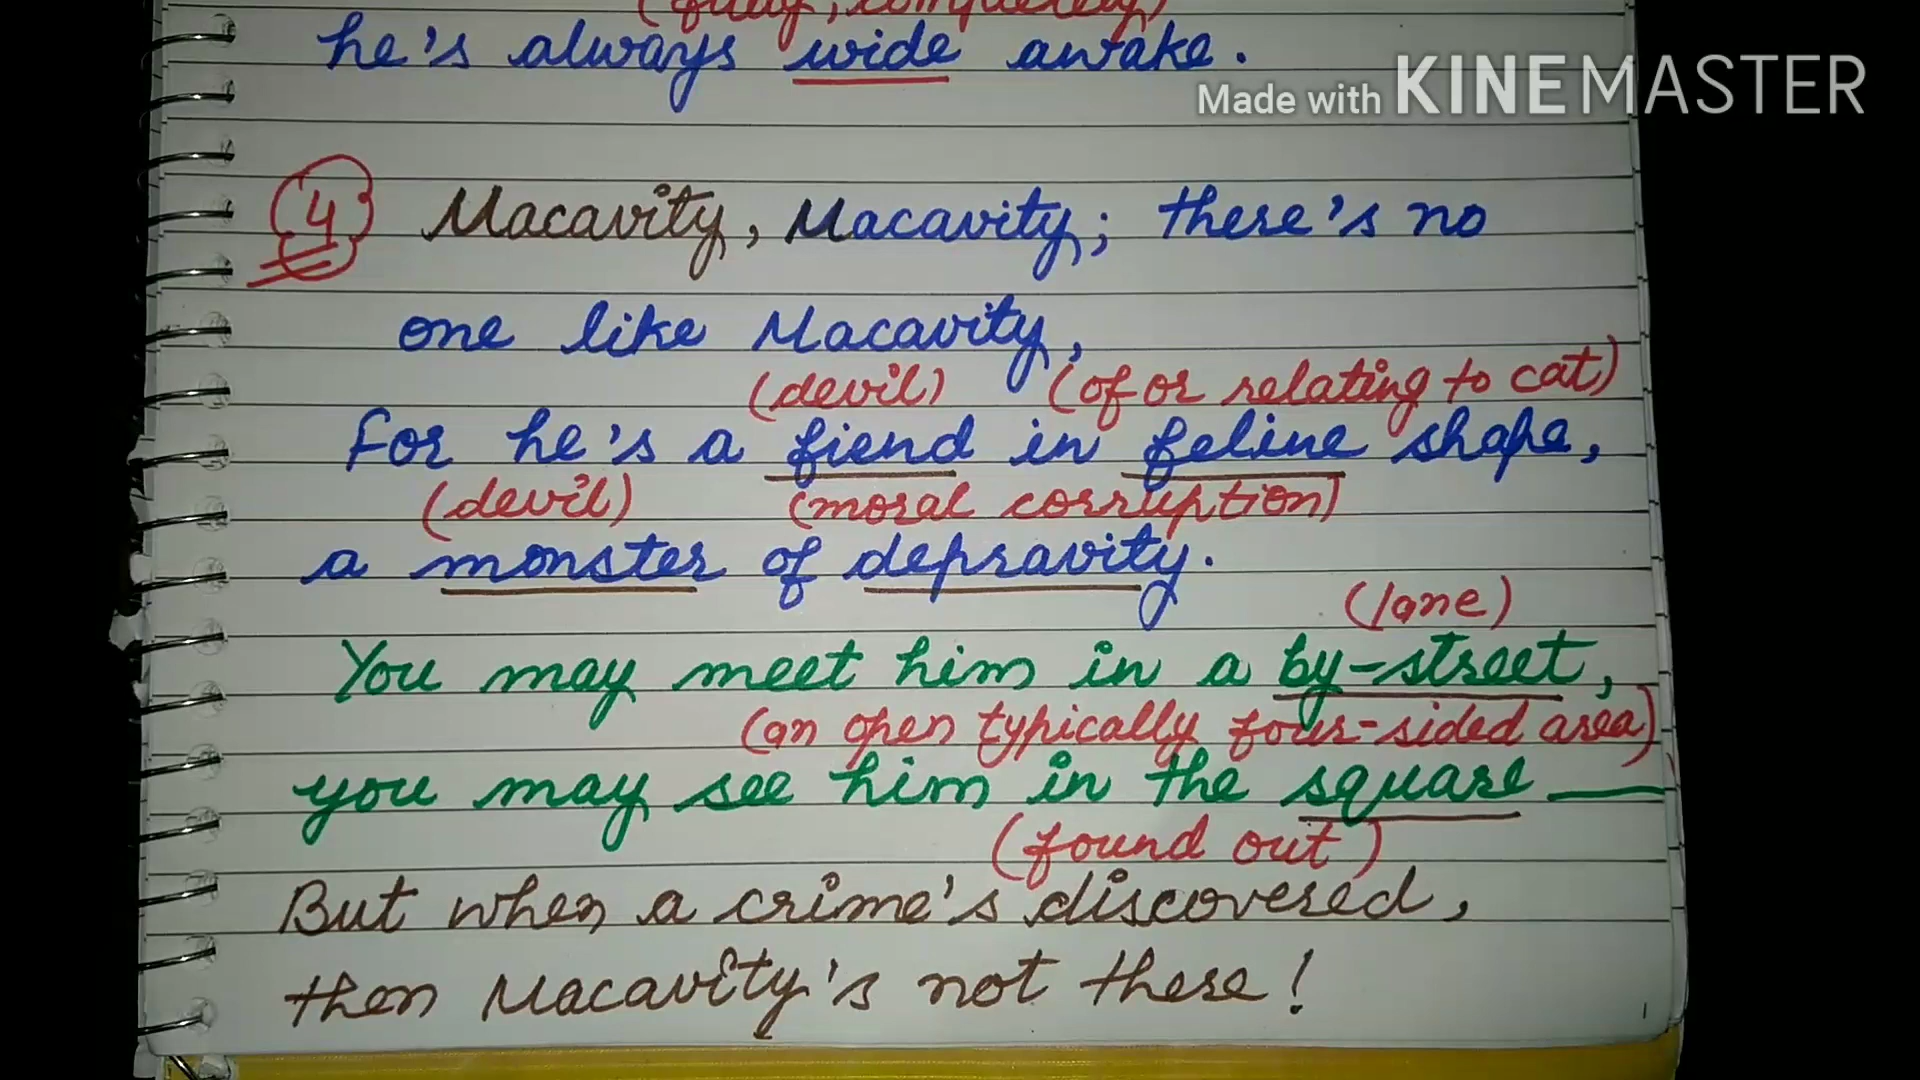 (fully, completely)
he's always wide awake.
Made with KINEMASTER
4 Macavity, Macavity; there's no
one like Macavity,
(devil) (of or relating to cat)
For he's a fiend in feline shape,
(devil) (moral corruption)
a monster of depravity.
(lane)
You may meet him in a by-street,
(an open typically four-sided area)
you may see him in the square —
(found out)
But when a crime's discovered,
then Macavity's not there!